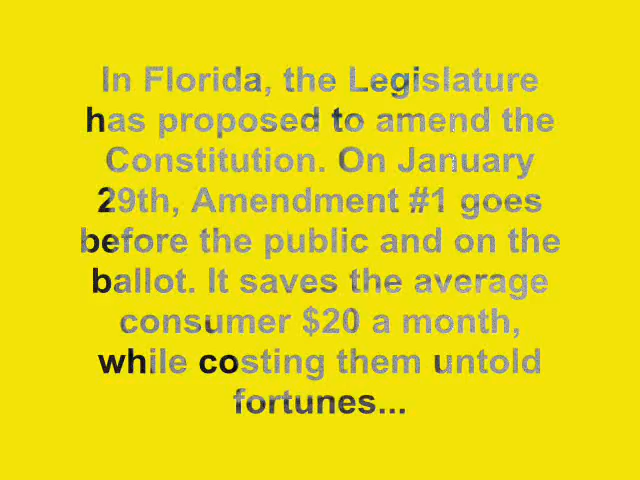 In Florida, the Legislature
has proposed to amend the
Constitution. On January
29th, Amendment #1 goes
before the public and on the
ballot. It saves the average
consumer $20 a month,
while costing them untold
fortunes...